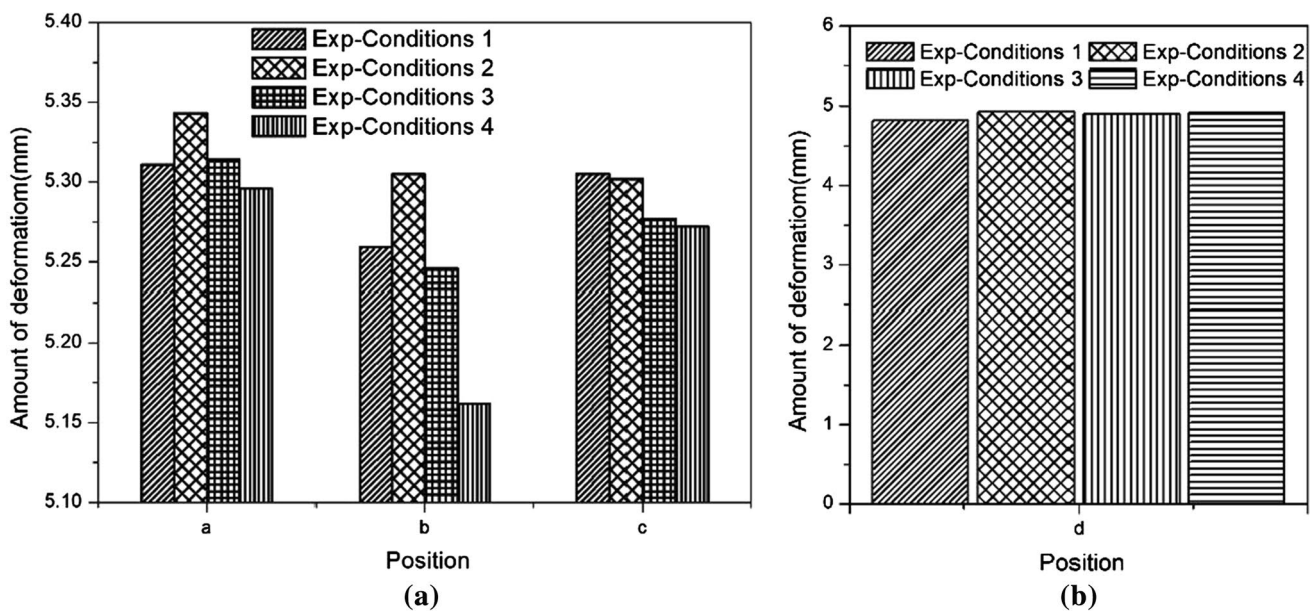 5.40
5.35
5.30
5.25
5.20
5.15
5.10
Amount of deformatiom(mm)
Exp-Conditions 1
Exp-Conditions 2
Exp-Conditions 3
Exp-Conditions 4
a b c
Position
(a)
6
5
4
3
2
1
0
Amount of deformatiom(mm)
Exp-Conditions 1 Exp-Conditions 2
Exp-Conditions 3 Exp-Conditions 4
d
Position
(b)